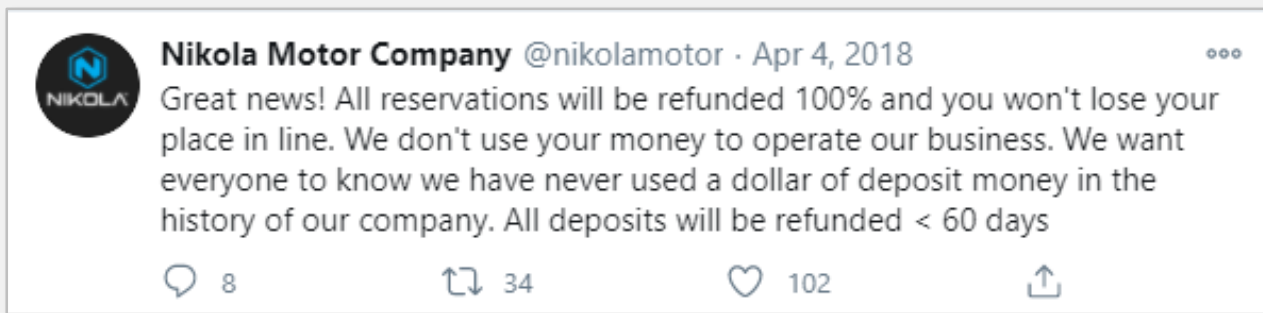 Nikola Motor Company @nikolamotor · Apr 4, 2018
NIKOLA
Great news! All reservations will be refunded 100% and you won't lose your
place in line. We don't use your money to operate our business. We want
everyone to know we have never used a dollar of deposit money in the
history of our company. All deposits will be refunded < 60 days
8 34 102